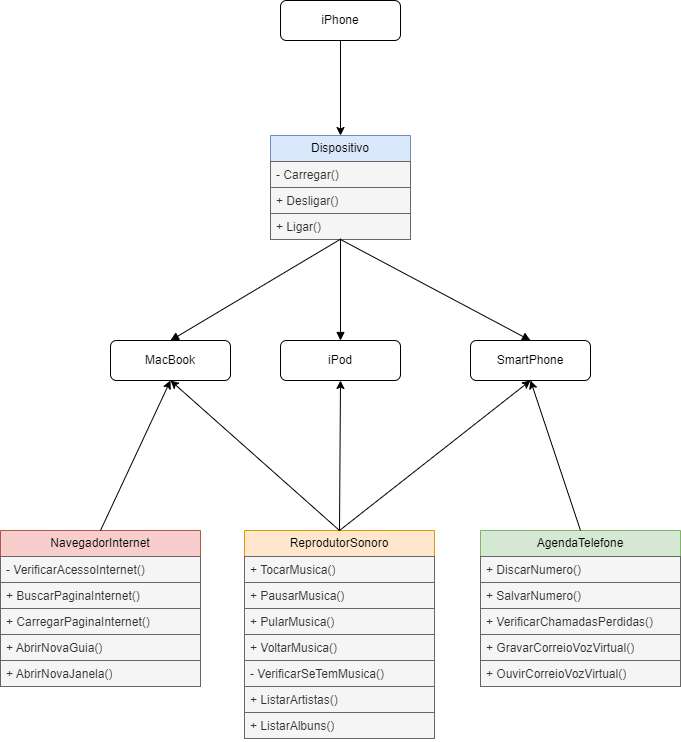 iPhone
Dispositivo
- Carregar()
+ Desligar()
+ Ligar()
MacBook
iPod
SmartPhone
NavegadorInternet
- VerificarAcessoInternet()
+ BuscarPaginaInternet()
+ CarregarPaginaInternet()
+ AbrirNovaGuia()
+ AbrirNovaJanela()
ReprodutorSonoro
+ TocarMusica()
+ PausarMusica()
+ PularMusica()
+ VoltarMusica()
- VerificarSeTemMusica()
+ ListarArtistas()
+ ListarAlbuns()
AgendaTelefone
+ DiscarNumero()
+ SalvarNumero()
+ VerificarChamadasPerdidas()
+ GravarCorreioVozVirtual()
+ OuvirCorreioVozVirtual()